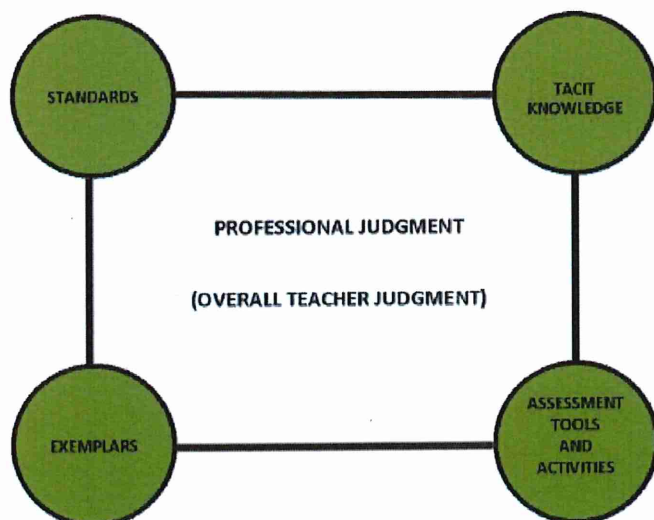 STANDARDS
TACIT
KNOWLEDGE
PROFESSIONAL JUDGMENT
(OVERALL TEACHER JUDGMENT)
EXEMPLARS
ASSESSMENT
TOOLS
AND
ACTIVITIES